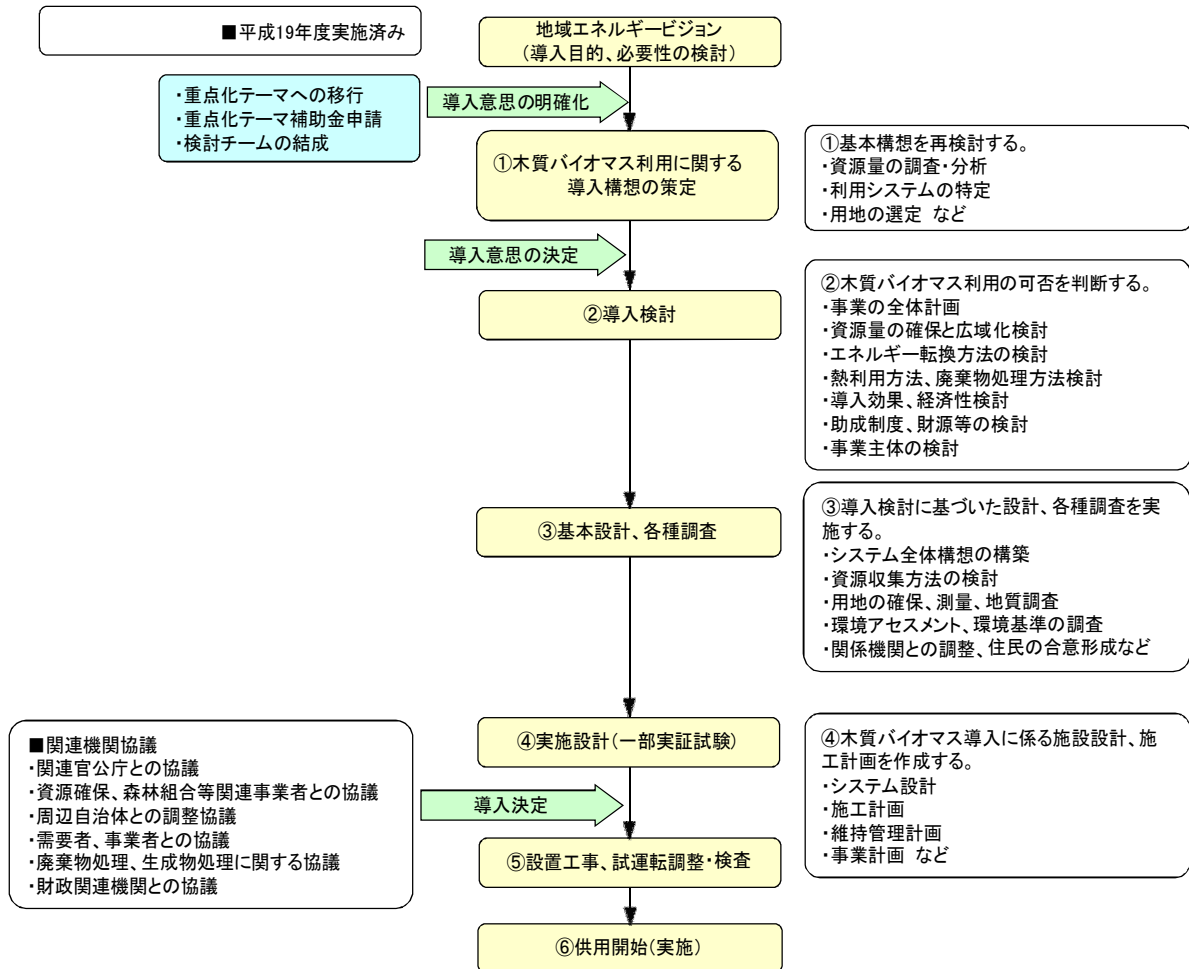 ■平成19年度実施済み
地域エネルギービジョン
(導入目的、必要性の検討)
・重点化テーマへの移行
・重点化テーマ補助金申請
・検討チームの結成
導入意思の明確化
①木質バイオマス利用に関する
導入構想の策定
①基本構想を再検討する。
・資源量の調査・分析
・利用システムの特定
・用地の選定 など
導入意思の決定
②導入検討
②木質バイオマス利用の可否を判断する。
・事業の全体計画
・資源量の確保と広域化検討
・エネルギー転換方法の検討
・熱利用方法、廃棄物処理方法検討
・導入効果、経済性検討
・助成制度、財源等の検討
・事業主体の検討
③基本設計、各種調査
③導入検討に基づいた設計、各種調査を実
施する。
・システム全体構想の構築
・資源収集方法の検討
・用地の確保、測量、地質調査
・環境アセスメント、環境基準の調査
・関係機関との調整、住民の合意形成など
■関連機関協議
・関連官公庁との協議
・資源確保、森林組合等関連事業者との協議
・周辺自治体との調整協議
・需要者、事業者との協議
・廃棄物処理、生成物処理に関する協議
・財政関連機関との協議
④実施設計(一部実証試験)
導入決定
④木質バイオマス導入に係る施設設計、施
工計画を作成する。
・システム設計
・施工計画
・維持管理計画
・事業計画 など
⑤設置工事、試運転調整・検査
⑥供用開始(実施)